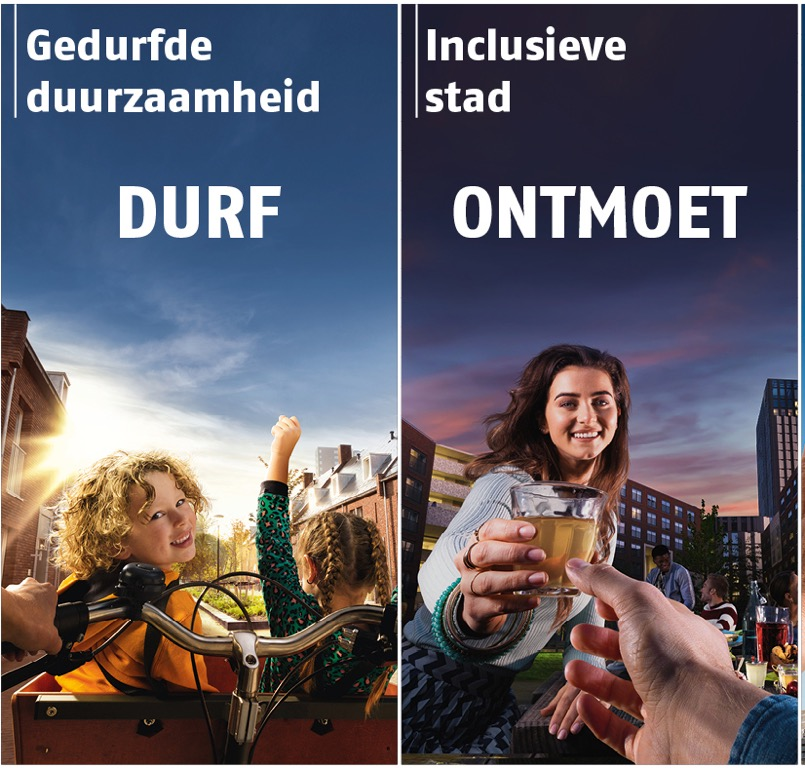 Gedurfde
duurzaamheid
DURF
Inclusieve
stad
ONTMOET